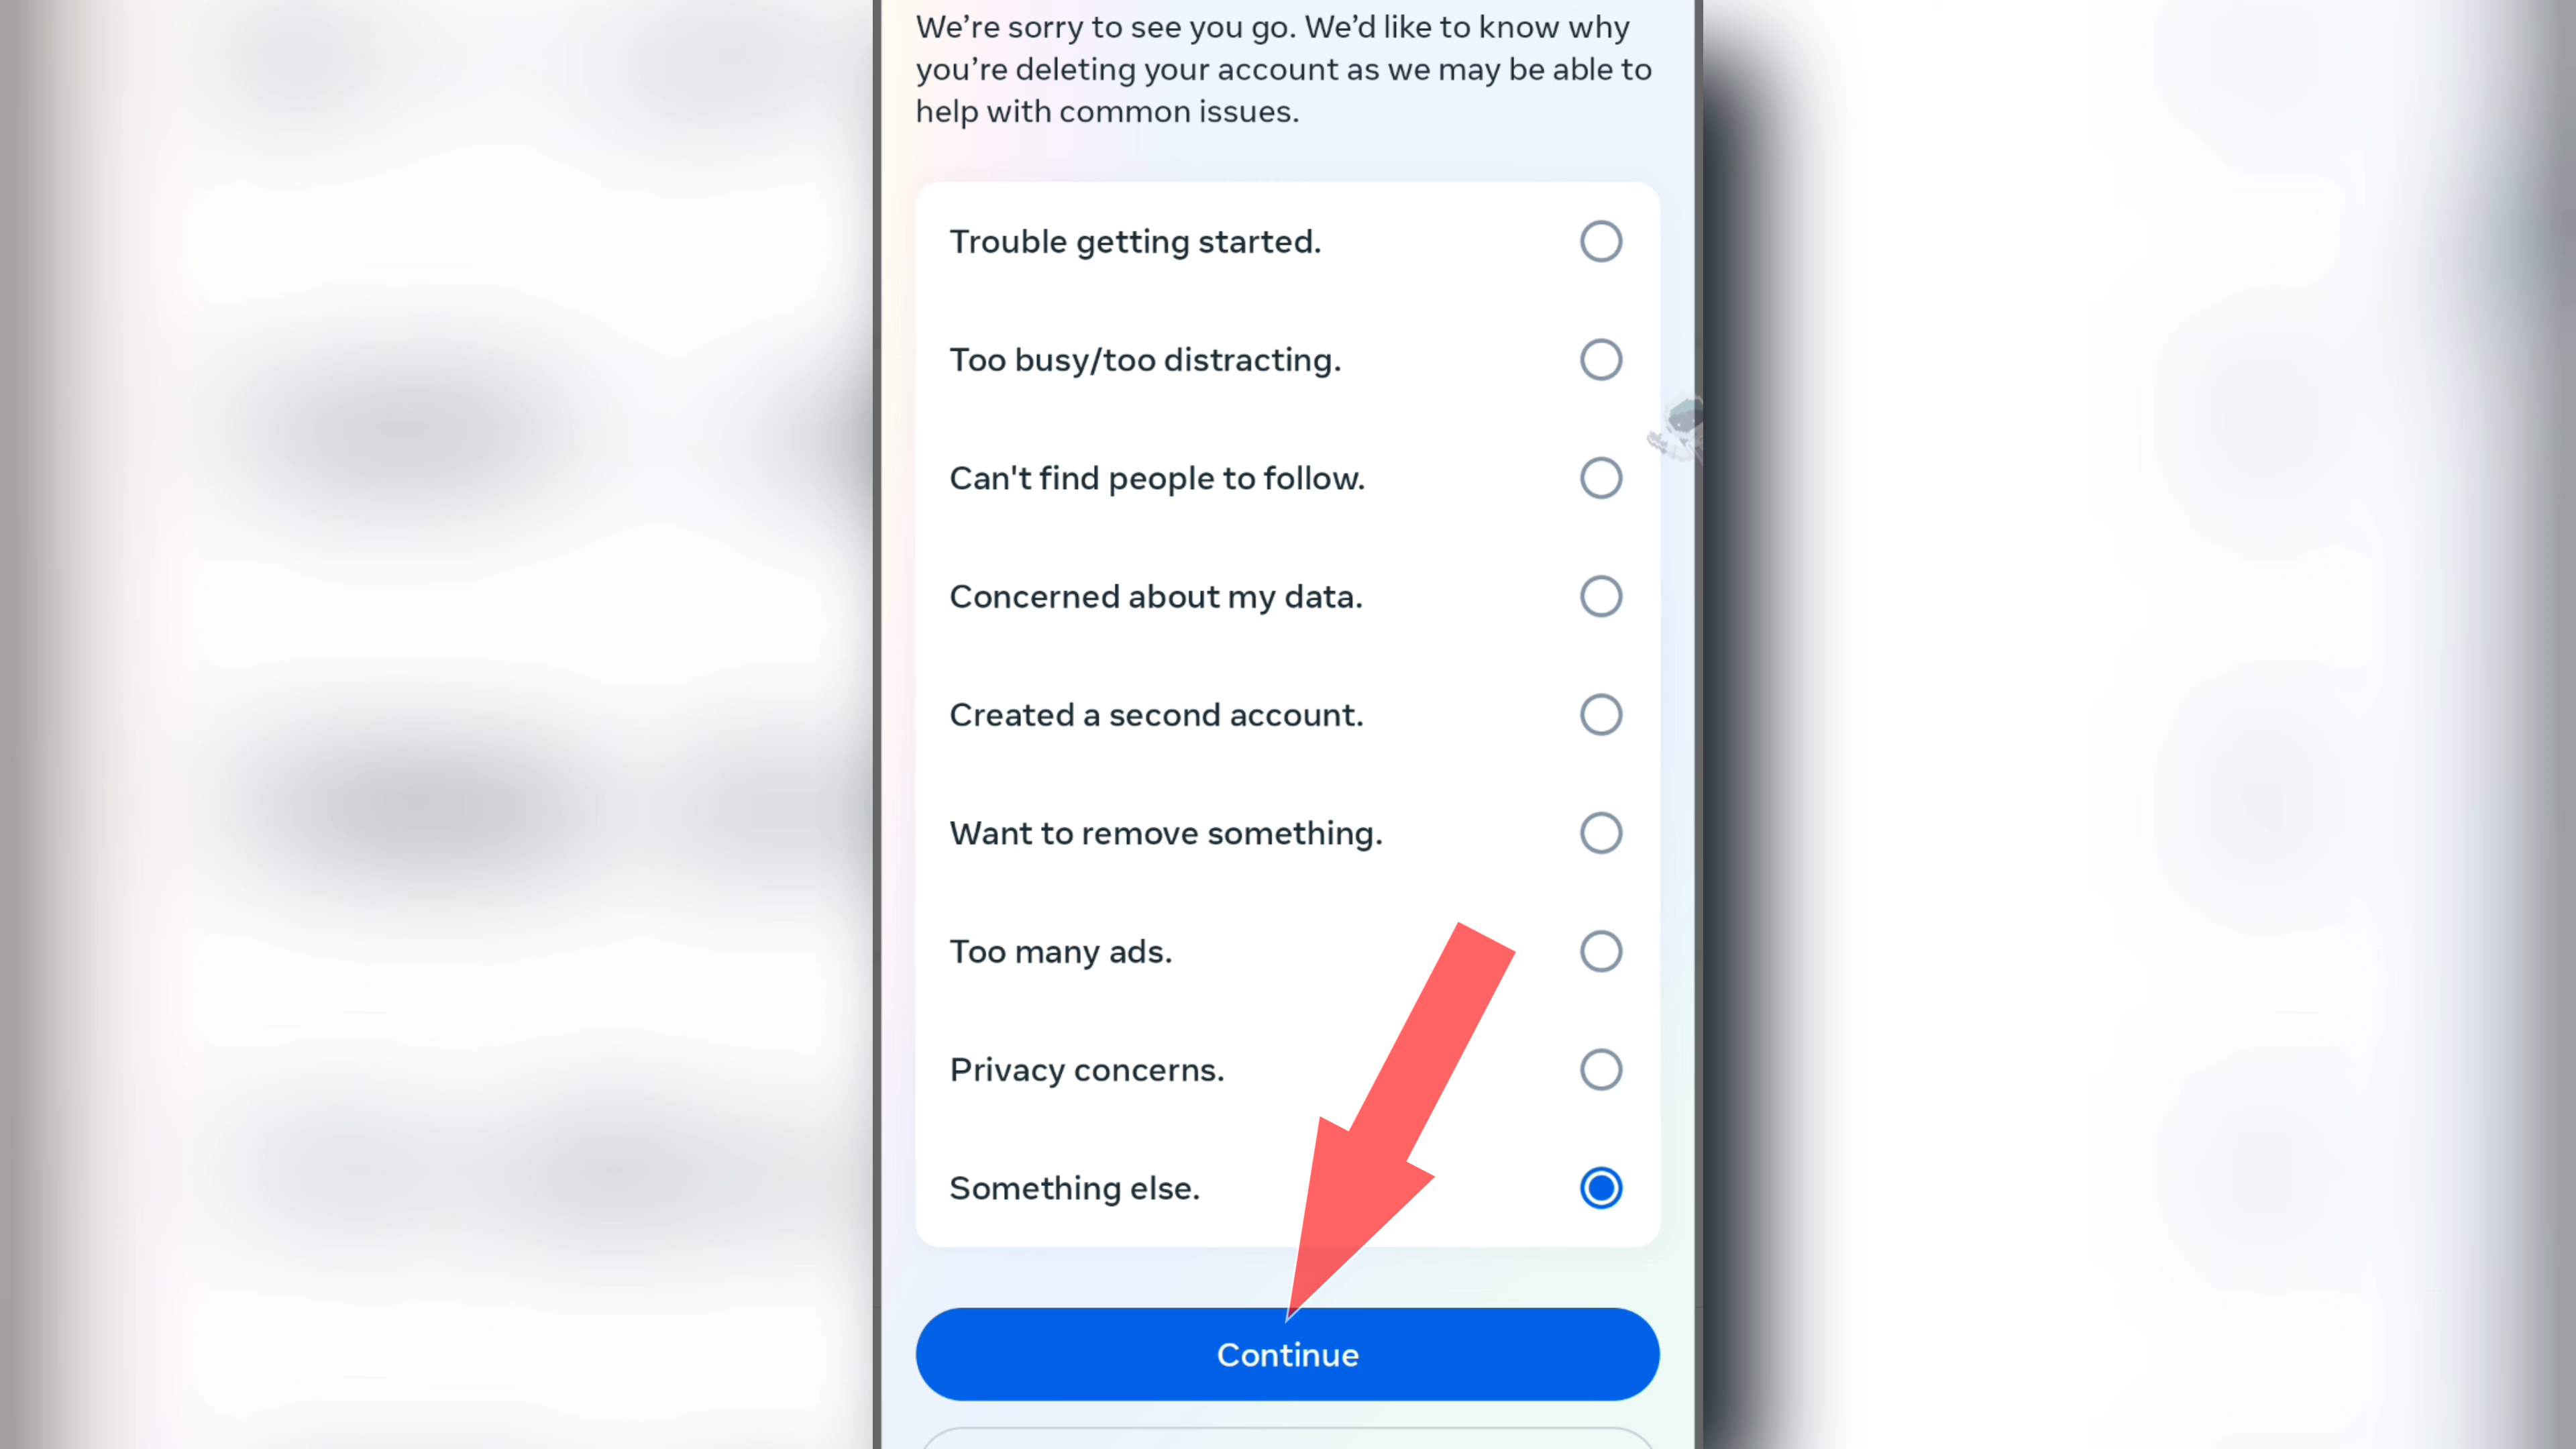 We’re sorry to see you go. We’d like to know why
you’re deleting your account as we may be able to
help with common issues.
Trouble getting started.
Too busy/too distracting.
Can't find people to follow.
Concerned about my data.
Created a second account.
Want to remove something.
Too many ads.
Privacy concerns.
Something else.
Continue